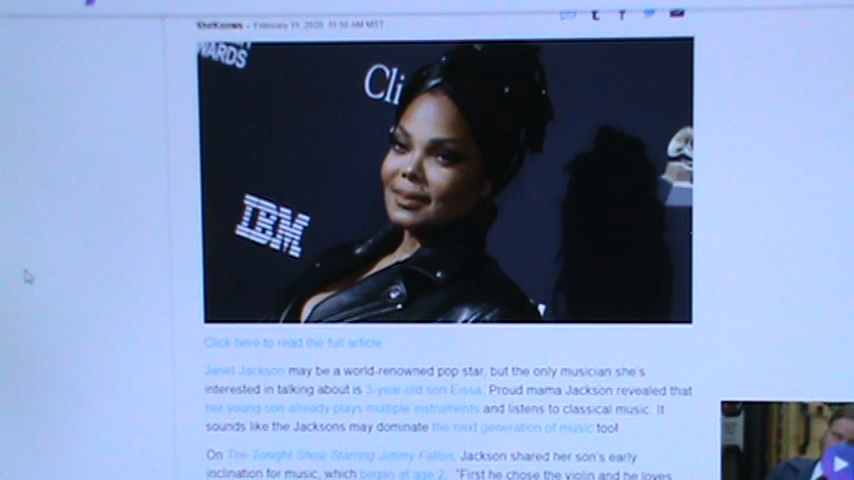 SheKnows - February 11, 2020, 11:50 AM MST
t f
WARDS
Cli
IBM
Click here to read the full article.
Janet Jackson may be a world-renowned pop star, but the only musician she's
interested in talking about is 3-year-old son Eissa. Proud mama Jackson revealed that
her young son already plays multiple instruments and listens to classical music. It
sounds like the Jacksons may dominate the next generation of music too!
On The Tonight Show Starring Jimmy Fallon, Jackson shared her son's early
inclination for music, which began at age 2. "First he chose the violin and he loves